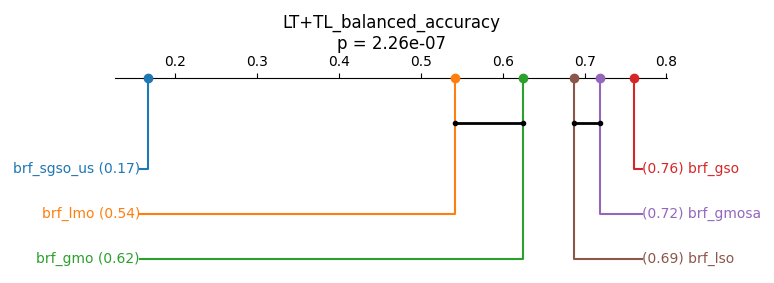 LT+TL_balanced_accuracy
p = 2.26e-07
0.2 0.3 0.4 0.5 0.6 0.7 0.8
brf_sgso_us (0.17) (0.76) brf_gso
brf_lmo (0.54) (0.72) brf_gmosa
brf_gmo (0.62) (0.69) brf_lso